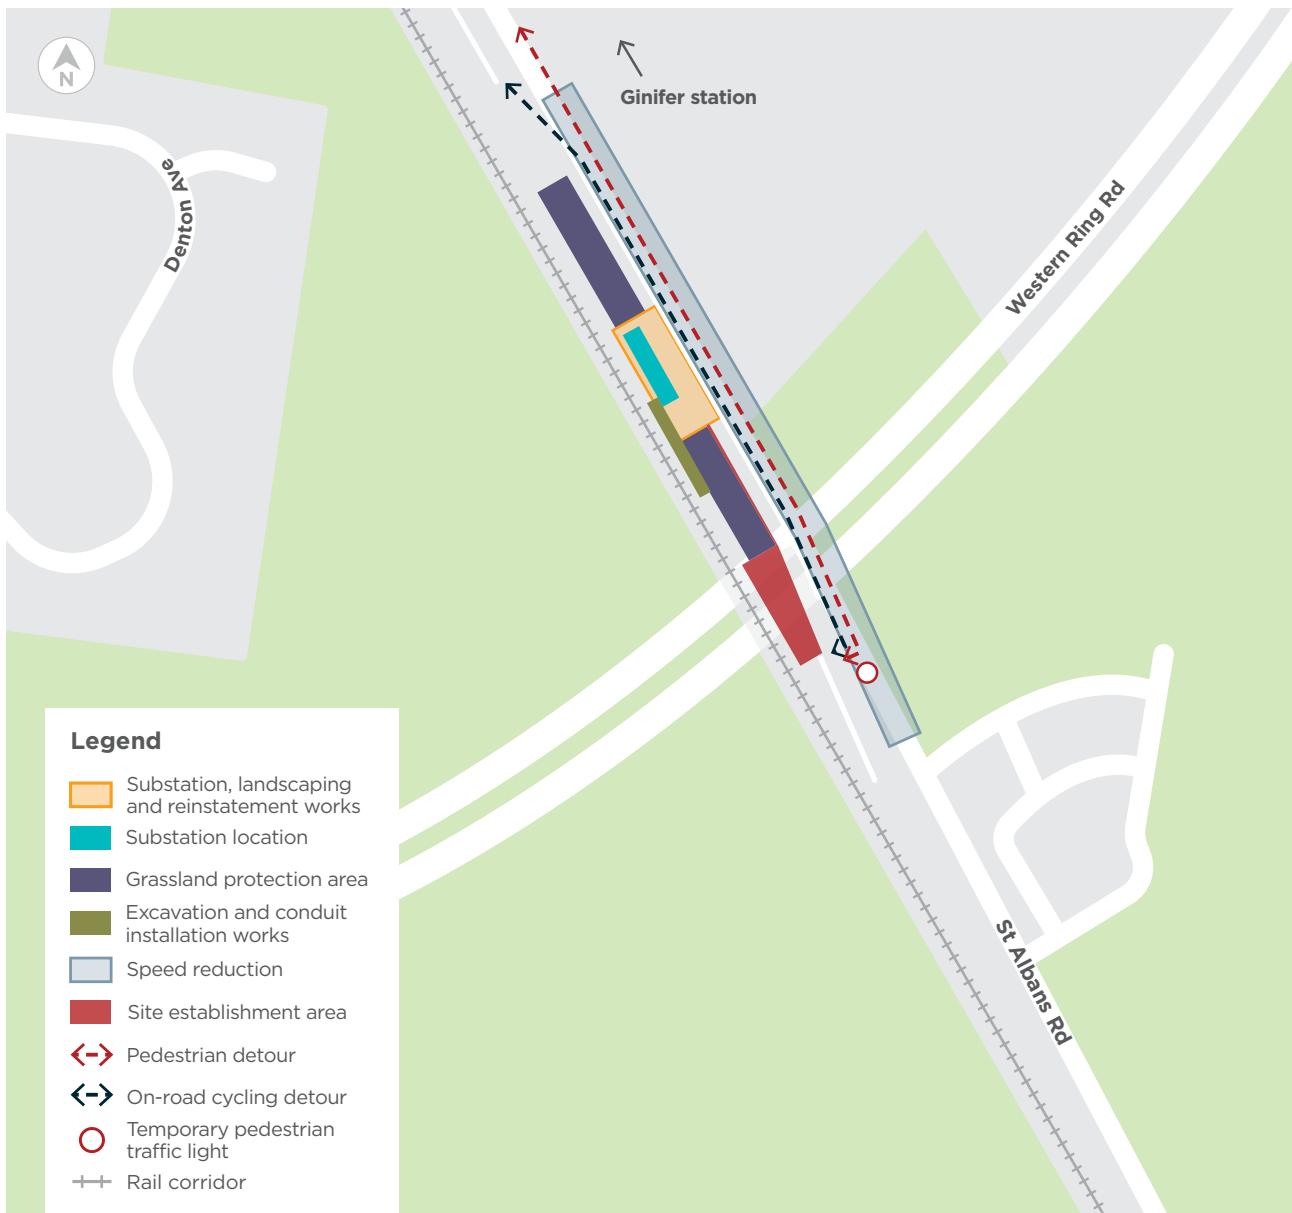 N
Ginifer station
Denton Ave
Western Ring Rd
St Albans Rd
Legend
Substation, landscaping
and reinstatement works
Substation location
Grassland protection area
Excavation and conduit
installation works
Speed reduction
Site establishment area
Pedestrian detour
On-road cycling detour
Temporary pedestrian
traffic light
Rail corridor